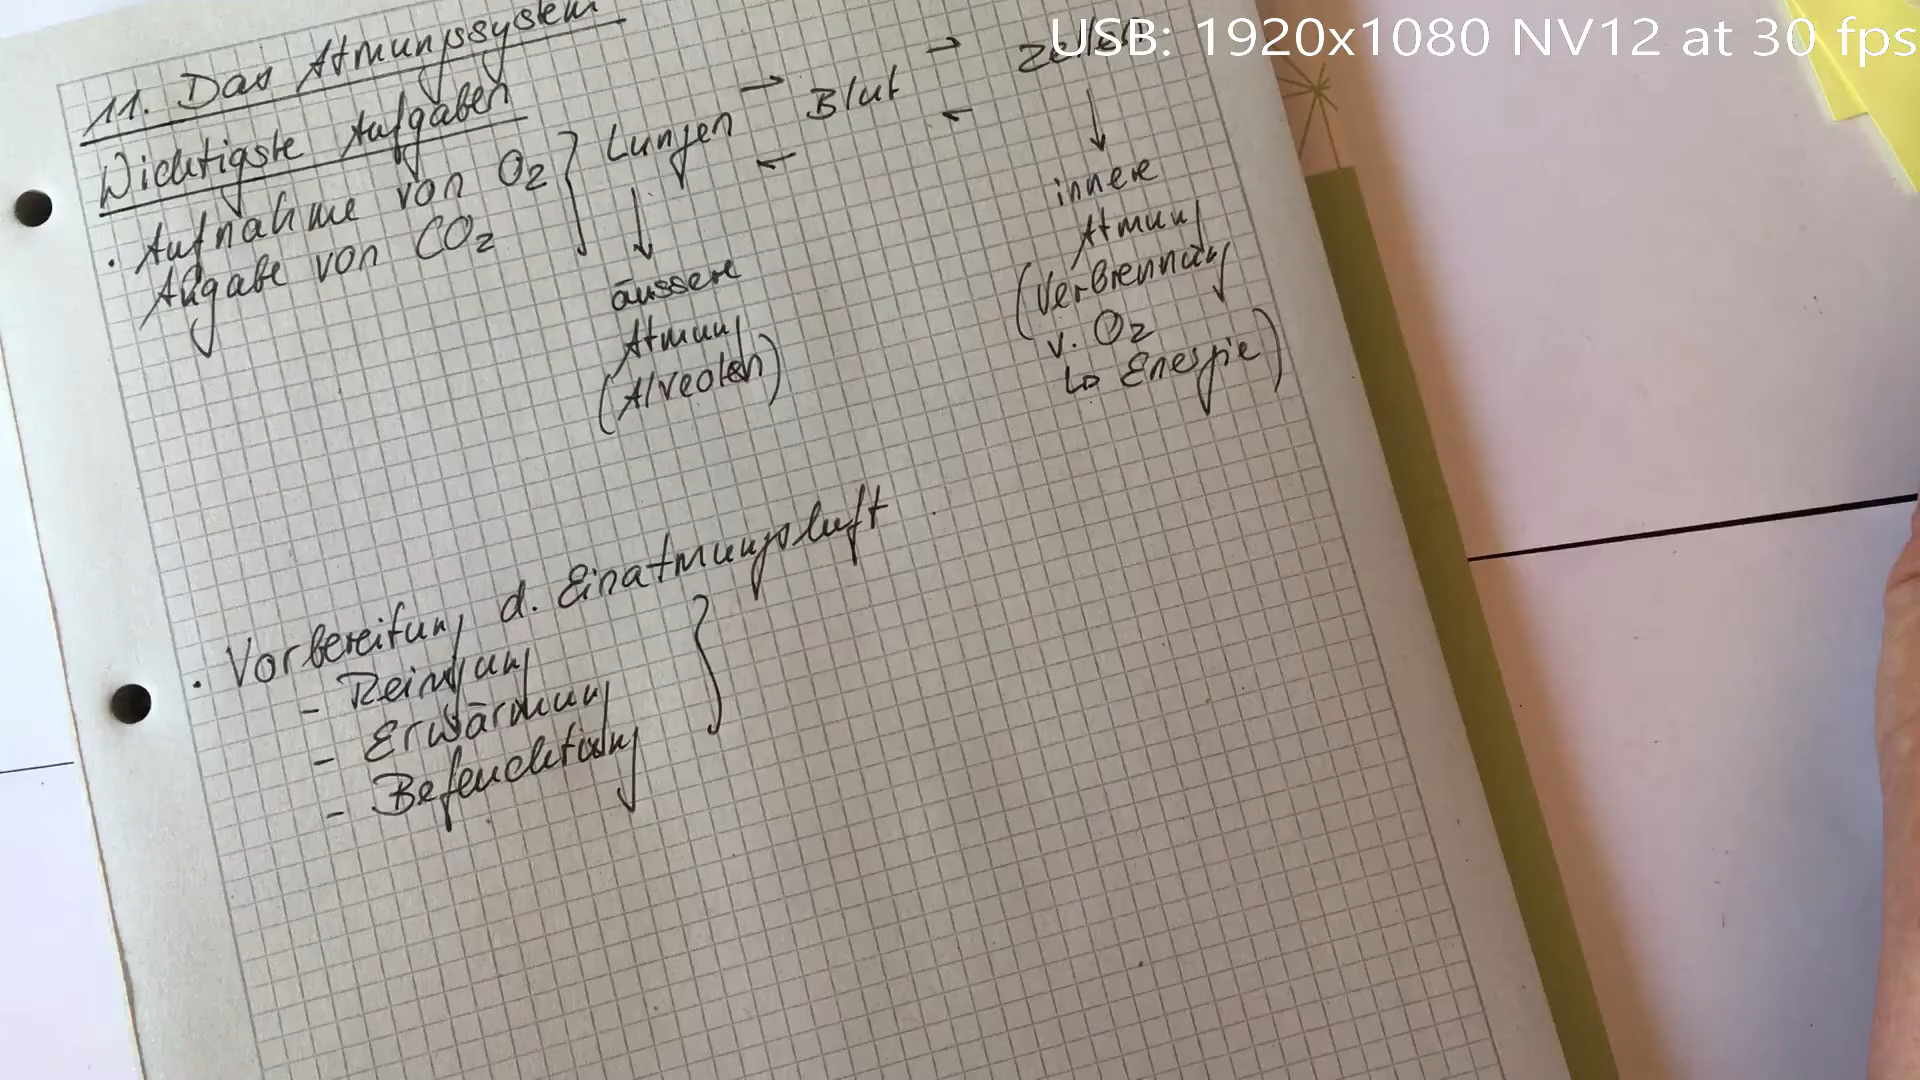 USB: 1920x1080 NV12 at 30 fps
11. Das Atmungssystem
Wichtigste Aufgaben
· Aufnahme von O2 } Lungen → Blut → Zellen
Abgabe von CO2 ← ←
↓ ↓
äussere innere
Atmung Atmung
(Alveolen) (Verbrennung
v. O2
↳ Energie)
· Vorbereitung d. Einatmungsluft
- Reinigung }
- Erwärmung
- Befeuchtung